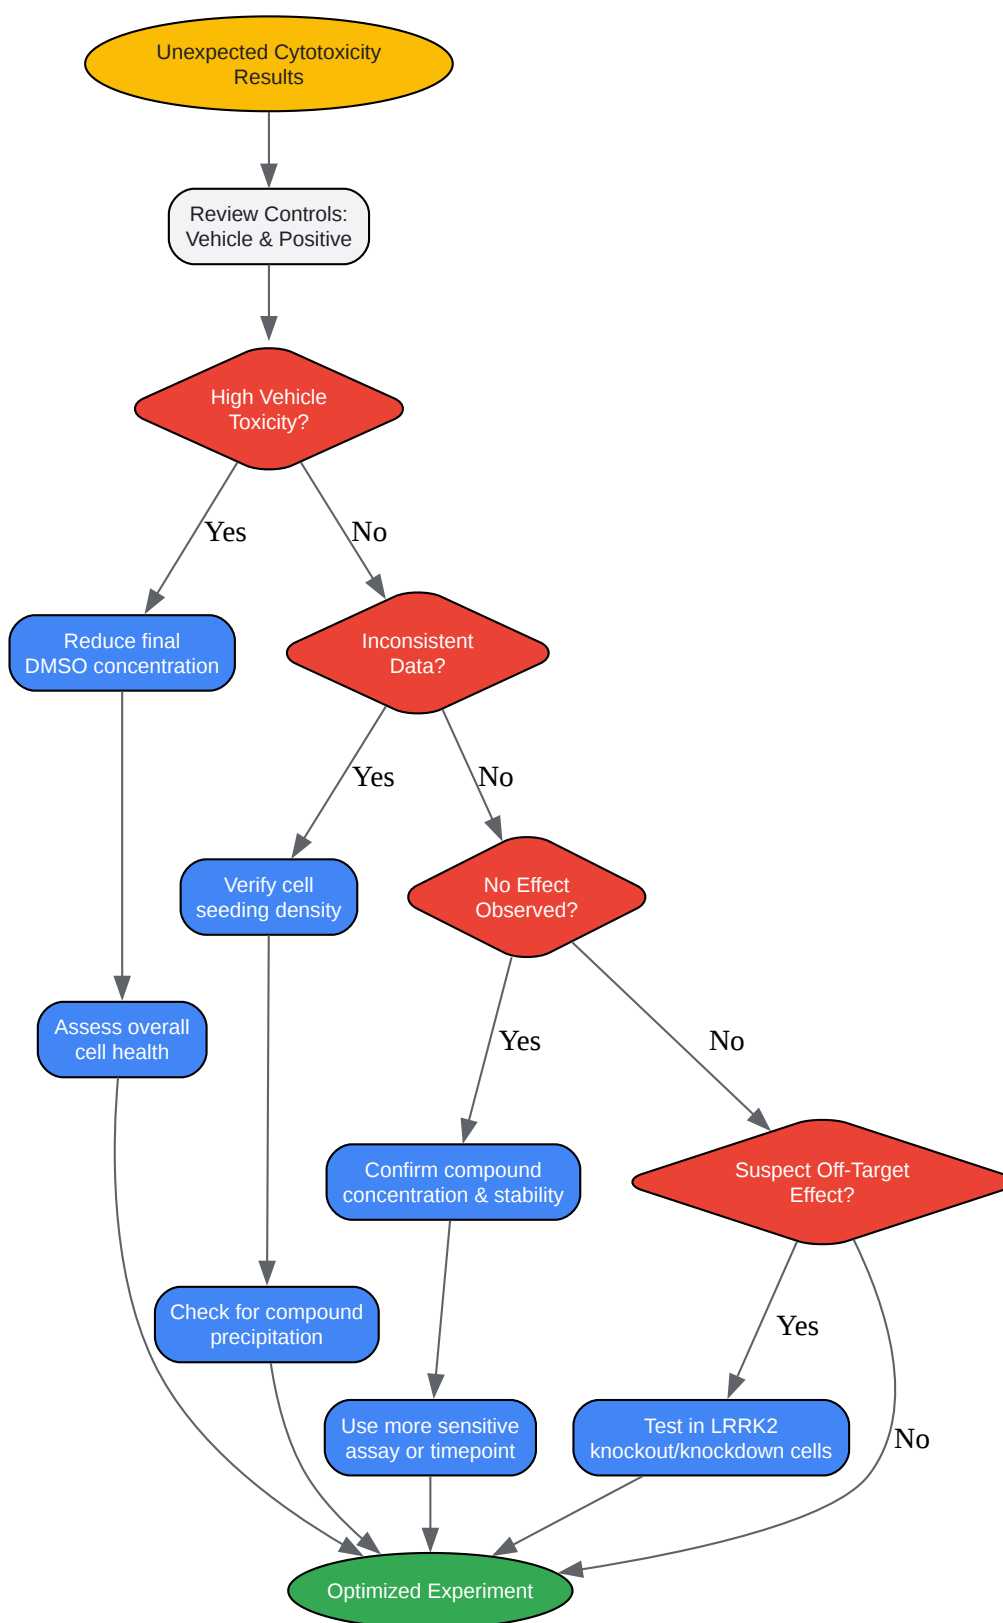 Unexpected Cytotoxicity
Results
Review Controls:
Vehicle & Positive
High Vehicle
Toxicity?
Yes
No
Reduce final
DMSO concentration
Inconsistent
Data?
Yes
No
Verify cell
seeding density
No Effect
Observed?
Assess overall
cell health
Yes
No
Confirm compound
concentration & stability
Suspect Off-Target
Effect?
Check for compound
precipitation
Yes
Use more sensitive
assay or timepoint
Test in LRRK2
knockout/knockdown cells
No
Optimized Experiment